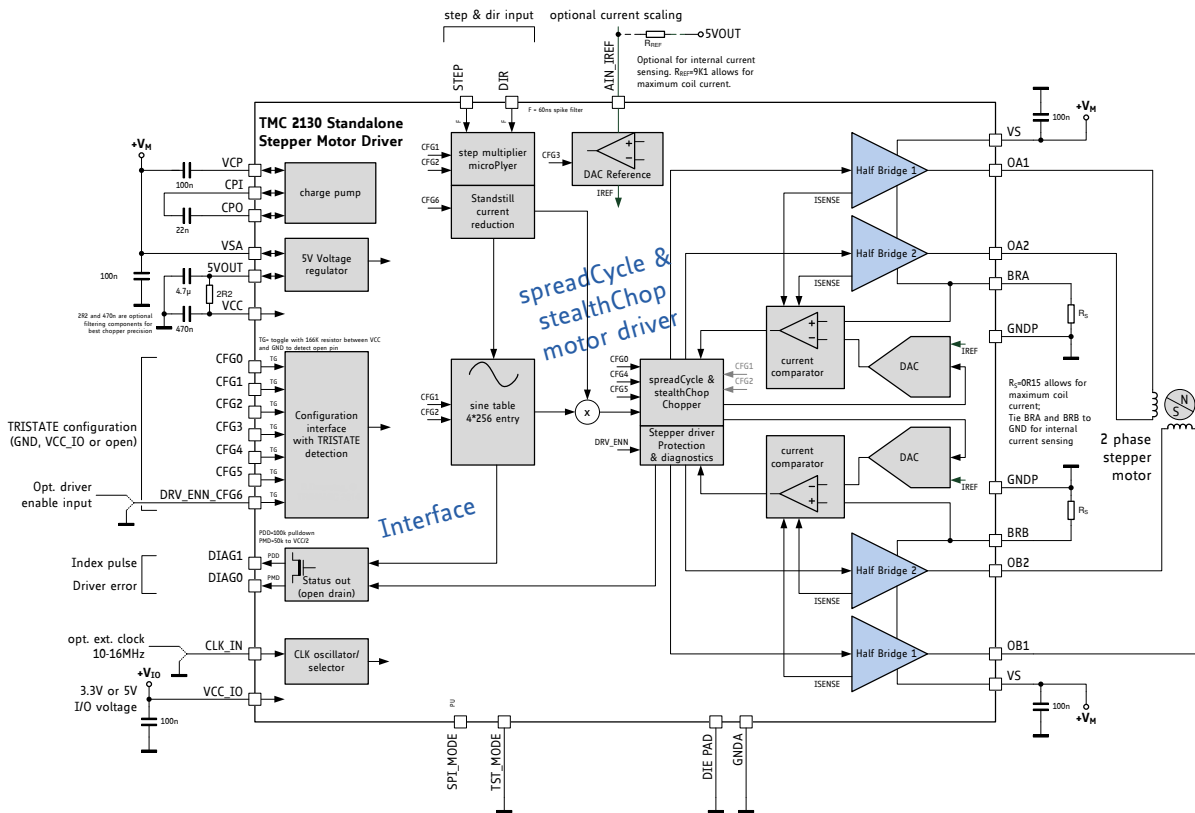 step & dir input
optional current scaling
5VOUT
RREF
Optional for internal current
sensing. RREF=9K1 allows for
maximum coil current.
STEP
DIR
AIN_IREF
F = 60ns spike filter
F
F
TMC 2130 Standalone
Stepper Motor Driver
+VM
VCP
100n
CPI
CPO
22n
charge pump
VSA
5V Voltage
regulator
100n
5VOUT
4.7µ
2R2
VCC
470n
2R2 and 470n are optional
filtering components for
best chopper precision
CFG1
CFG2
step multiplier
microPlyer
CFG6
Standstill
current
reduction
CFG3
DAC Reference
IREF
spreadCycle &
stealthChop
motor driver
TG= toggle with 166K resistor between VCC
and GND to detect open pin
TRISTATE configuration
(GND, VCC_IO or open)
CFG0
TG
CFG1
TG
CFG2
TG
CFG3
TG
CFG4
TG
CFG5
TG
Opt. driver
enable input
DRV_ENN_CFG6
TG
Configuration
interface
with TRISTATE
detection
CFG1
CFG2
sine table
4*256 entry
x
CFG0
CFG4
CFG5
CFG1
CFG2
spreadCycle &
stealthChop
Chopper
DRV_ENN
Stepper driver
Protection
& diagnostics
Interface
PDD=100k pulldown
PMD=50k to VCC/2
Index pulse
Driver error
DIAG1
PDD
DIAG0
PMD
Status out
(open drain)
opt. ext. clock
10-16MHz
CLK_IN
CLK oscillator/
selector
+VIO
3.3V or 5V
I/O voltage
VCC_IO
100n
PU
SPI_MODE
TST_MODE
DIE PAD
GNDA
Half Bridge 1
ISENSE
Half Bridge 2
ISENSE
current
comparator
DAC
IREF
current
comparator
DAC
IREF
Half Bridge 2
ISENSE
Half Bridge 1
ISENSE
100n
+VM
VS
OA1
OA2
BRA
RS
GNDP
RS=0R15 allows for
maximum coil
current;
Tie BRA and BRB to
GND for internal
current sensing
N
S
2 phase
stepper
motor
GNDP
RS
BRB
OB2
OB1
VS
100n
+VM